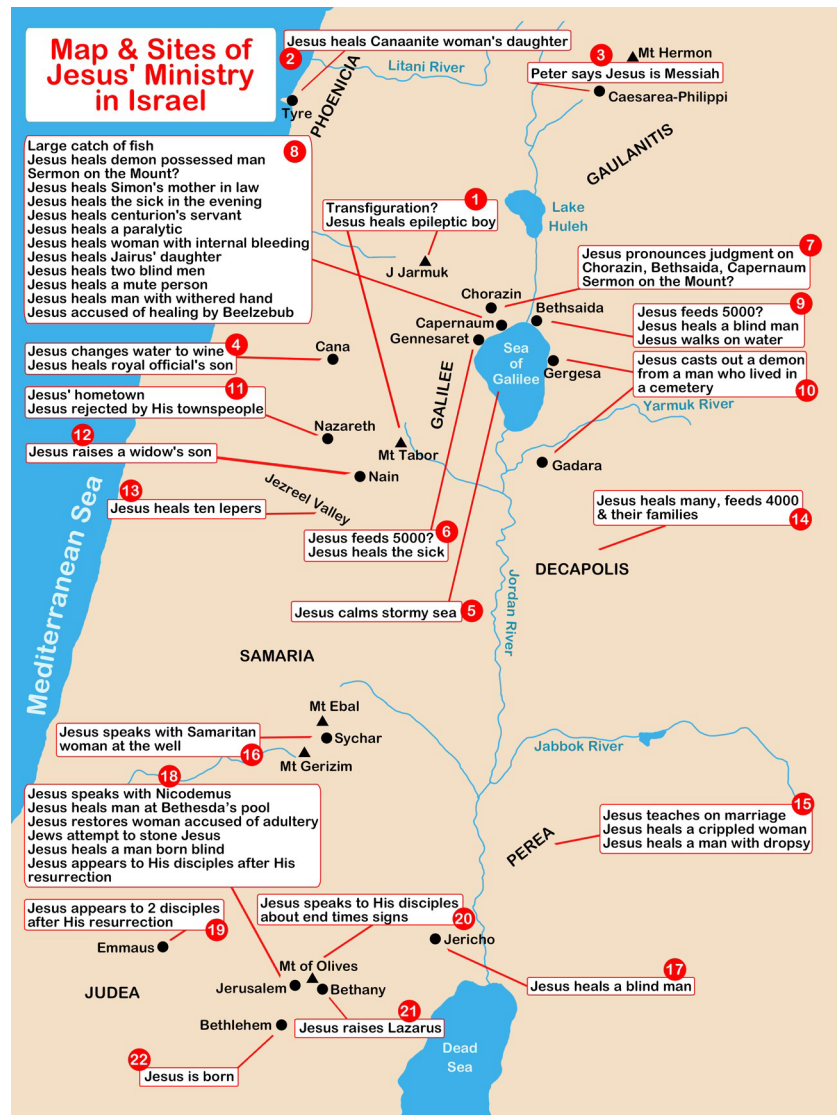 Map & Sites of
Jesus' Ministry
in Israel
Jesus heals Canaanite woman's daughter
2
Litani River
Tyre
PHOENICIA
3
Mt Hermon
Peter says Jesus is Messiah
Caesarea-Philippi
GAULANITIS
Large catch of fish
Jesus heals demon possessed man
Sermon on the Mount?
Jesus heals Simon's mother in law
Jesus heals the sick in the evening
Jesus heals centurion's servant
Jesus heals a paralytic
Jesus heals woman with internal bleeding
Jesus heals Jairus' daughter
Jesus heals two blind men
Jesus heals a mute person
Jesus heals man with withered hand
Jesus accused of healing by Beelzebub
8
1
Transfiguration?
Jesus heals epileptic boy
J Jarmuk
Lake
Huleh
7
Jesus pronounces judgment on
Chorazin, Bethsaida, Capernaum
Sermon on the Mount?
Chorazin
Capernaum
Gennesaret
Bethsaida
9
Jesus feeds 5000?
Jesus heals a blind man
Jesus walks on water
Sea
of
Galilee
Gergesa
Jesus casts out a demon
from a man who lived in
a cemetery
10
4
Jesus changes water to wine
Jesus heals royal official's son
Cana
11
Jesus' hometown
Jesus rejected by His townspeople
Nazareth
GALILEE
Mt Tabor
Yarmuk River
Gadara
12
Jesus raises a widow's son
Nain
13
Jesus heals ten lepers
Jezreel Valley
6
Jesus feeds 5000?
Jesus heals the sick
Jesus heals many, feeds 4000
& their families
14
DECAPOLIS
Jesus calms stormy sea
5
Jordan River
Mediterranean Sea
SAMARIA
Mt Ebal
Jesus speaks with Samaritan
woman at the well
16
Sychar
Mt Gerizim
Jabbok River
18
Jesus speaks with Nicodemus
Jesus heals man at Bethesda's pool
Jesus restores woman accused of adultery
Jews attempt to stone Jesus
Jesus heals a man born blind
Jesus appears to His disciples after His
resurrection
15
Jesus teaches on marriage
Jesus heals a crippled woman
Jesus heals a man with dropsy
PEREA
Jesus appears to 2 disciples
after His resurrection
19
Emmaus
Jesus speaks to His disciples
about end times signs
20
Jericho
17
Jesus heals a blind man
Mt of Olives
Jerusalem
Bethany
JUDEA
21
Jesus raises Lazarus
Bethlehem
22
Jesus is born
Dead
Sea